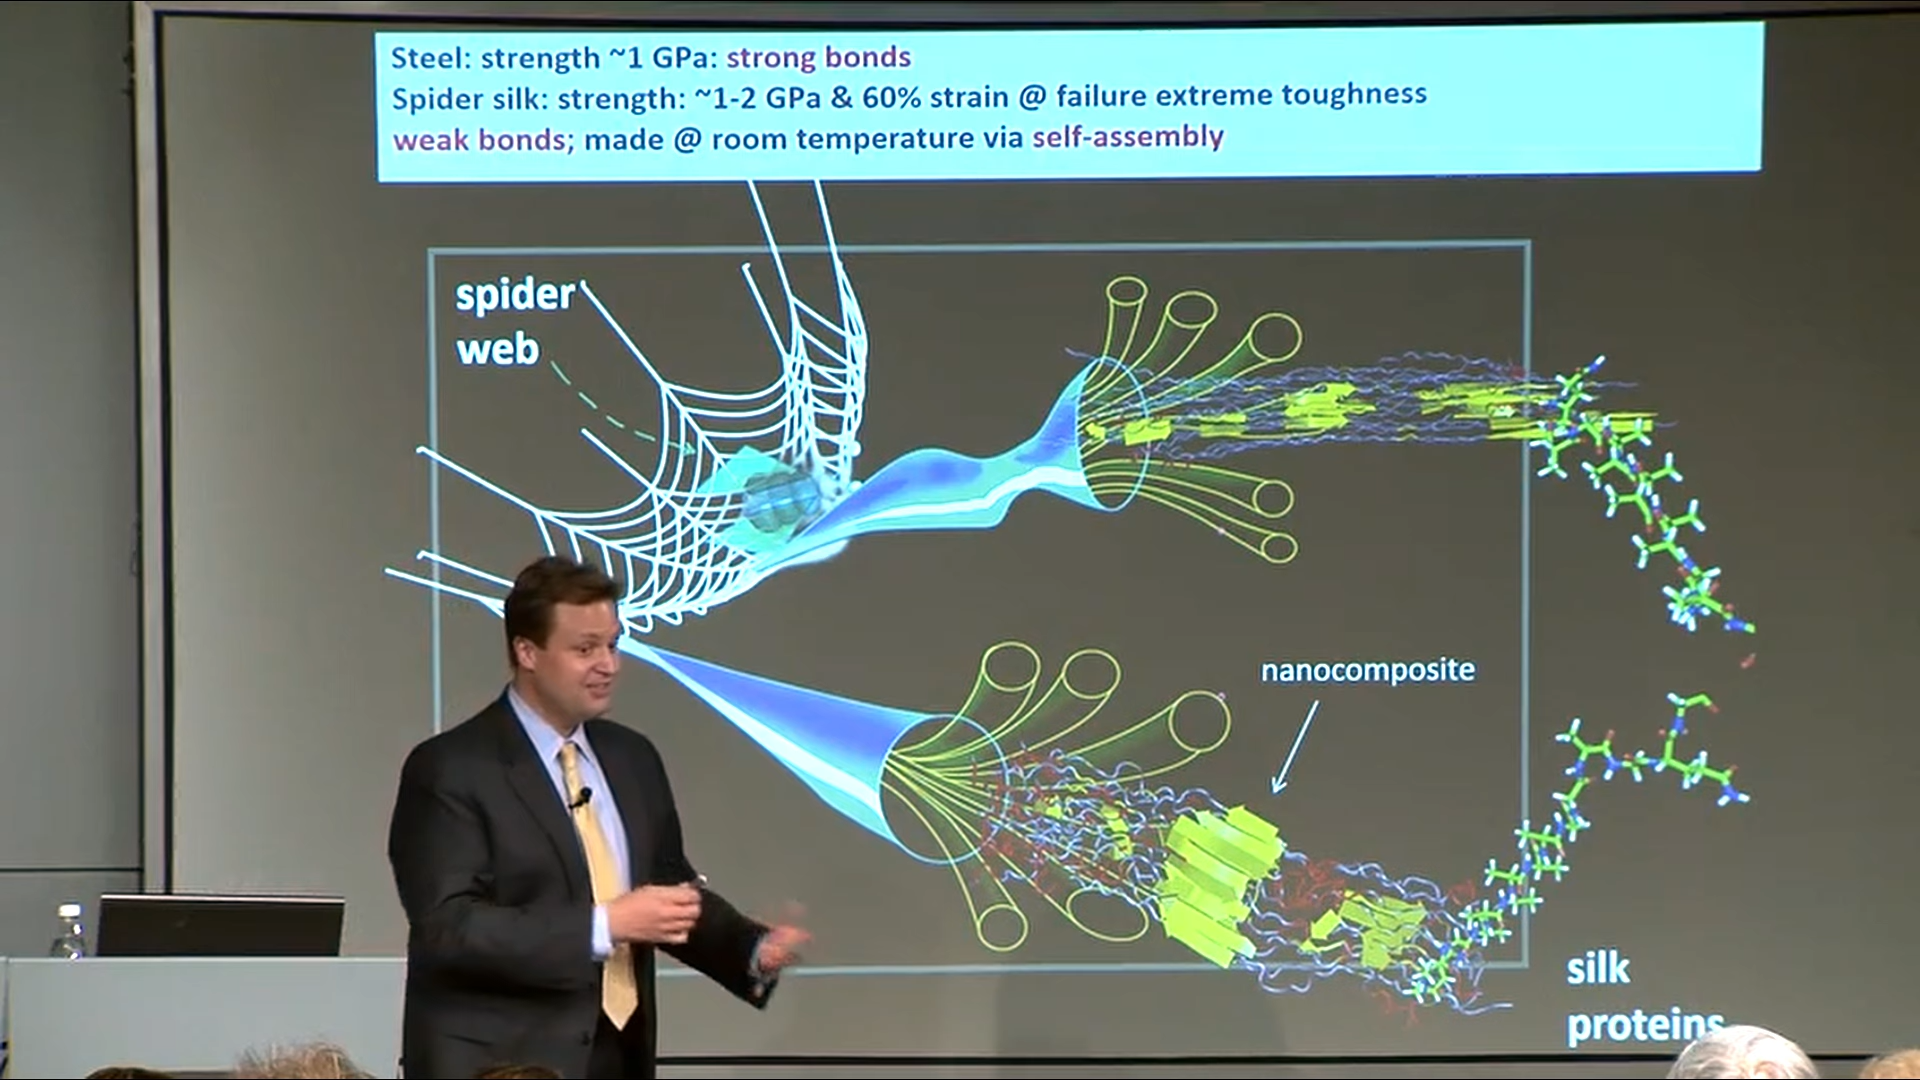 Steel: strength ~1 GPa: strong bonds
Spider silk: strength: ~1-2 GPa & 60% strain @ failure extreme toughness
weak bonds; made @ room temperature via self-assembly
spider
web
nanocomposite
silk
proteins